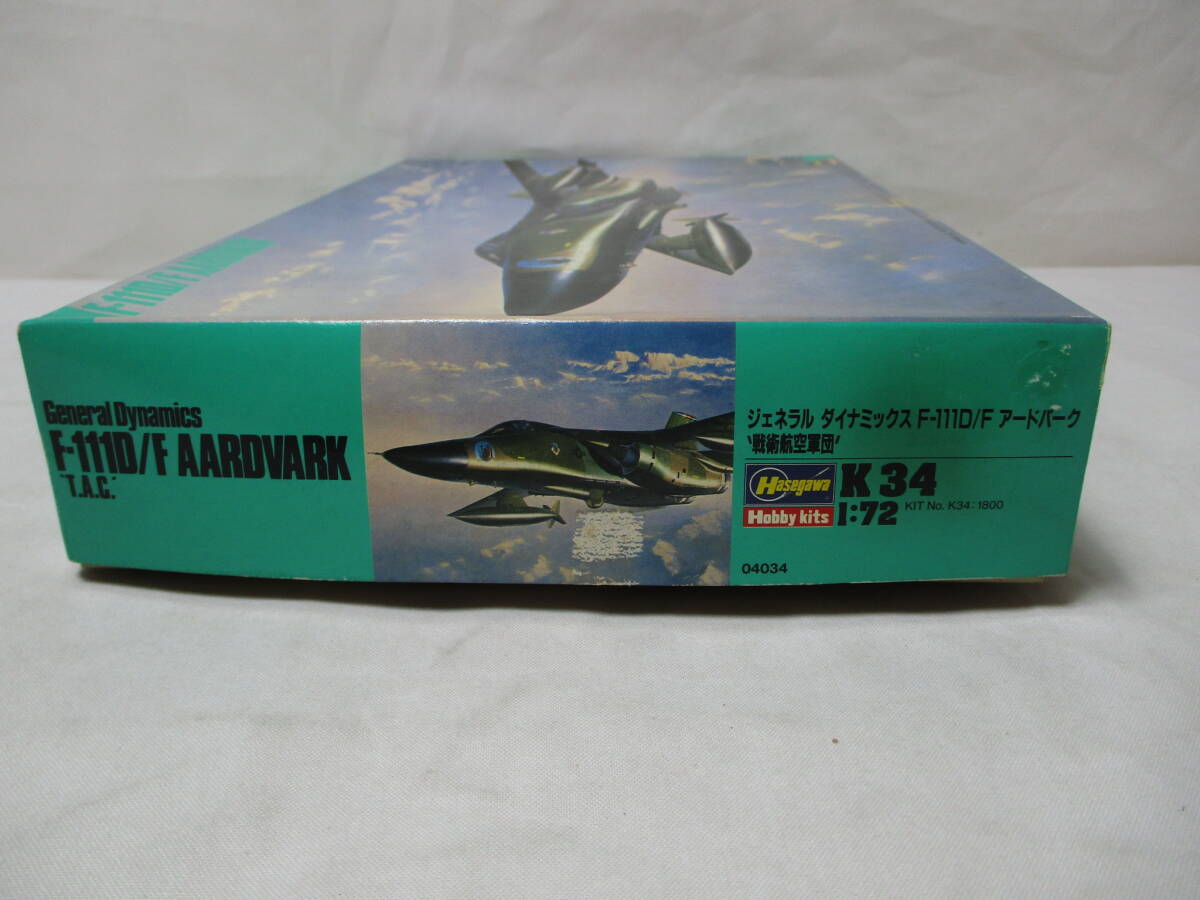 F-111D/F AARDVARK
General Dynamics
F-111D/F AARDVARK
"T.A.C."
ジェネラル ダイナミックス F-111D/F アードバーク
"戦術航空軍団"
Hasegawa
Hobby kits
K 34
1:72
KIT No. K34:1800
04034